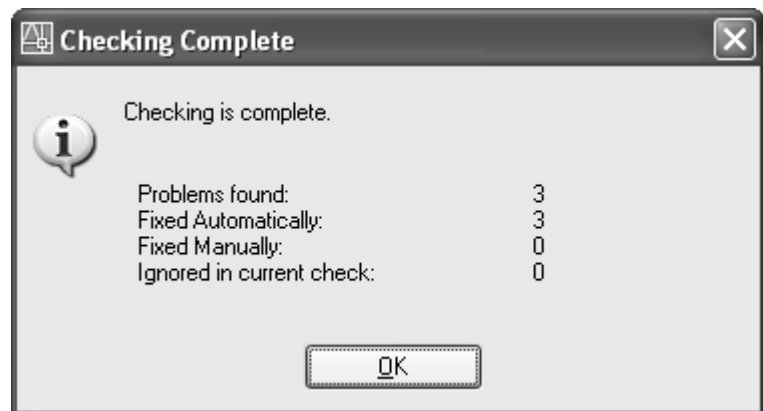 Checking Complete
Checking is complete.
Problems found: 3
Fixed Automatically: 3
Fixed Manually: 0
Ignored in current check: 0
OK